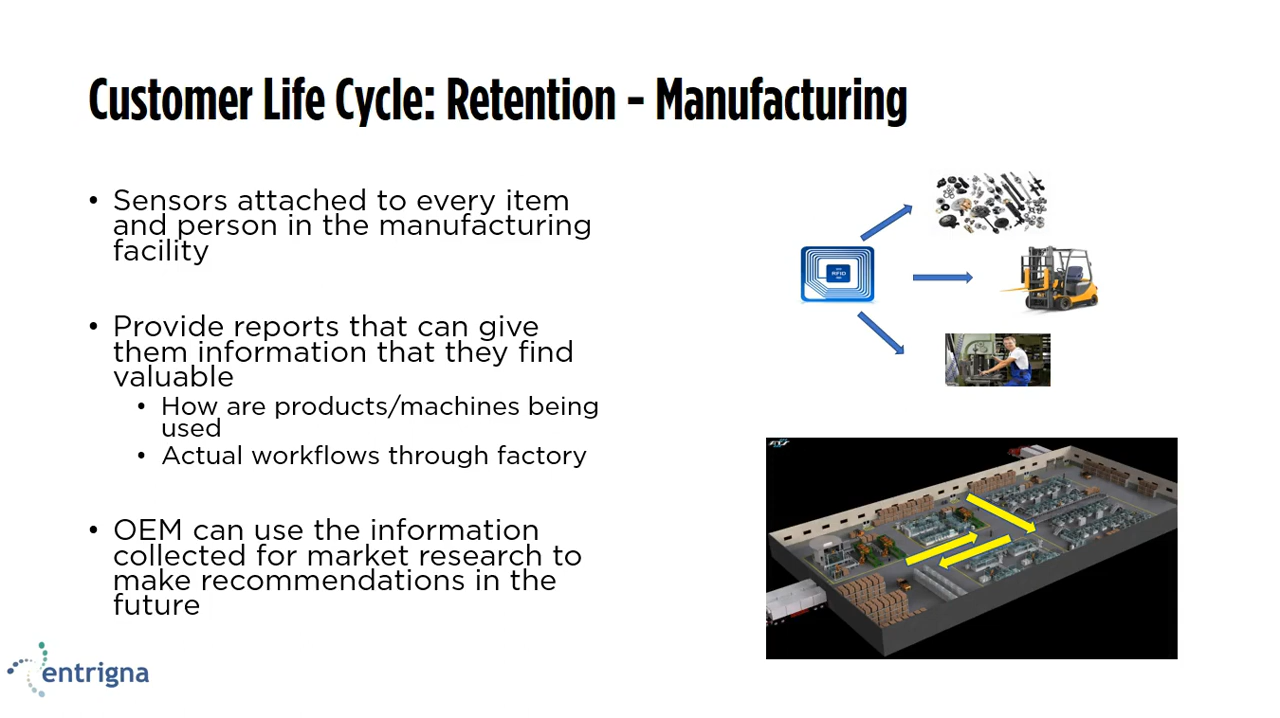 Customer Life Cycle: Retention – Manufacturing
• Sensors attached to every item
and person in the manufacturing
facility
• Provide reports that can give
them information that they find
valuable
• How are products/machines being
used
• Actual workflows through factory
• OEM can use the information
collected for market research to
make recommendations in the
future
RFID
entrigna